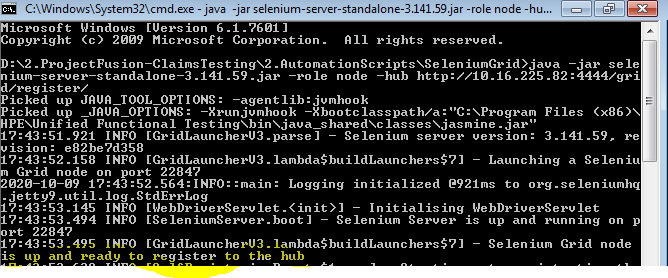 C:\Windows\System32\cmd.exe - java -jar selenium-server-standalone-3.141.59.jar -role node -hu...
Microsoft Windows [Version 6.1.7601]
Copyright (c) 2009 Microsoft Corporation.  All rights reserved.
D:\2.ProjectFusion-ClaimsTesting\2.AutomationScripts\SeleniumGrid>java -jar sele
nium-server-standalone-3.141.59.jar -role node -hub http://10.16.225.82:4444/gri
d/register/
Picked up JAVA_TOOL_OPTIONS: -agentlib:jvmhook
Picked up _JAVA_OPTIONS: -Xrunjvmhook -Xbootclasspath/a:"C:\Program Files (x86)\
HPE\Unified Functional Testing\bin\java_shared\classes\jasmine.jar"
17:43:51.921 INFO [GridLauncherV3.parse] - Selenium server version: 3.141.59, re
vision: e82be7d358
17:43:52.158 INFO [GridLauncherV3.lambda$buildLaunchers$7] - Launching a Seleniu
m Grid node on port 22847
2020-10-09 17:43:52.564:INFO::main: Logging initialized @921ms to org.seleniumhq
.jetty9.util.log.StdErrLog
17:43:53.145 INFO [WebDriverServlet.<init>] - Initialising WebDriverServlet
17:43:53.494 INFO [SeleniumServer.boot] - Selenium Server is up and running on p
ort 22847
17:43:53.495 INFO [GridLauncherV3.lambda$buildLaunchers$7] - Selenium Grid node
is up and ready to register to the hub